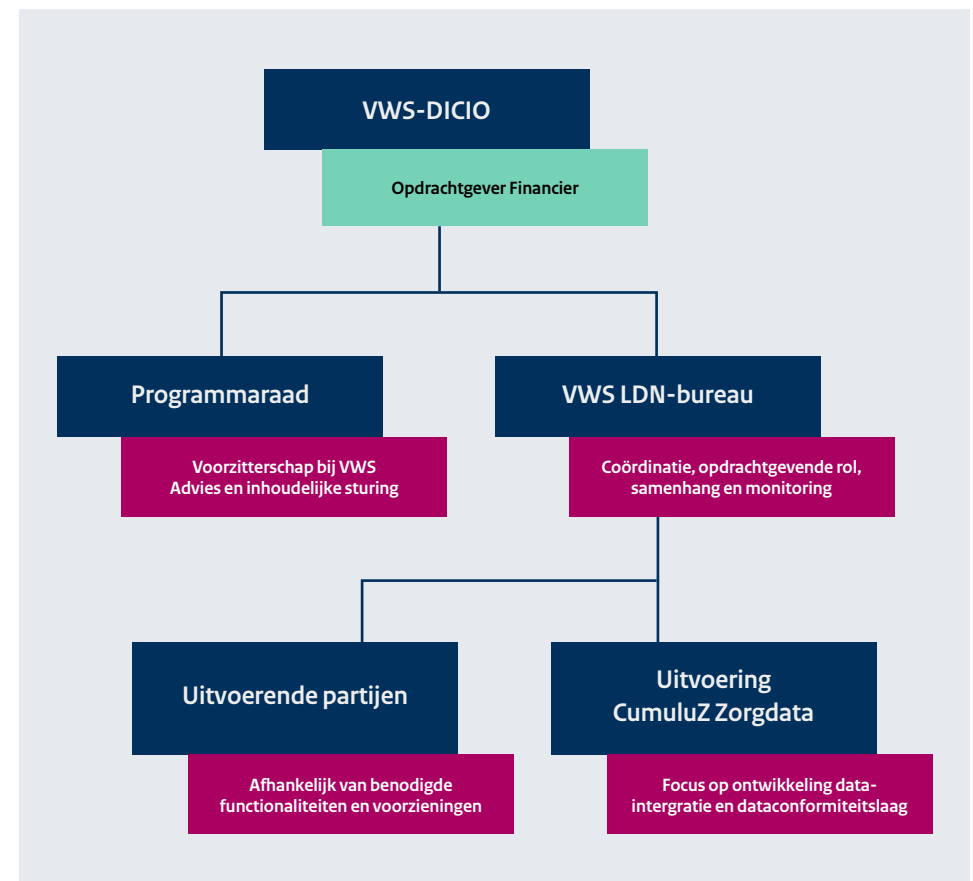 VWS-DICIO
Opdrachtgever Financier
Programmaraad
Voorzitterschap bij VWS
Advies en inhoudelijke sturing
VWS LDN-bureau
Coördinatie, opdrachtgevende rol,
samenhang en monitoring
Uitvoerende partijen
Afhankelijk van benodigde
functionaliteiten en voorzieningen
Uitvoering
CumuluZ Zorgdata
Focus op ontwikkeling data-
intergratie en dataconformiteitslaag